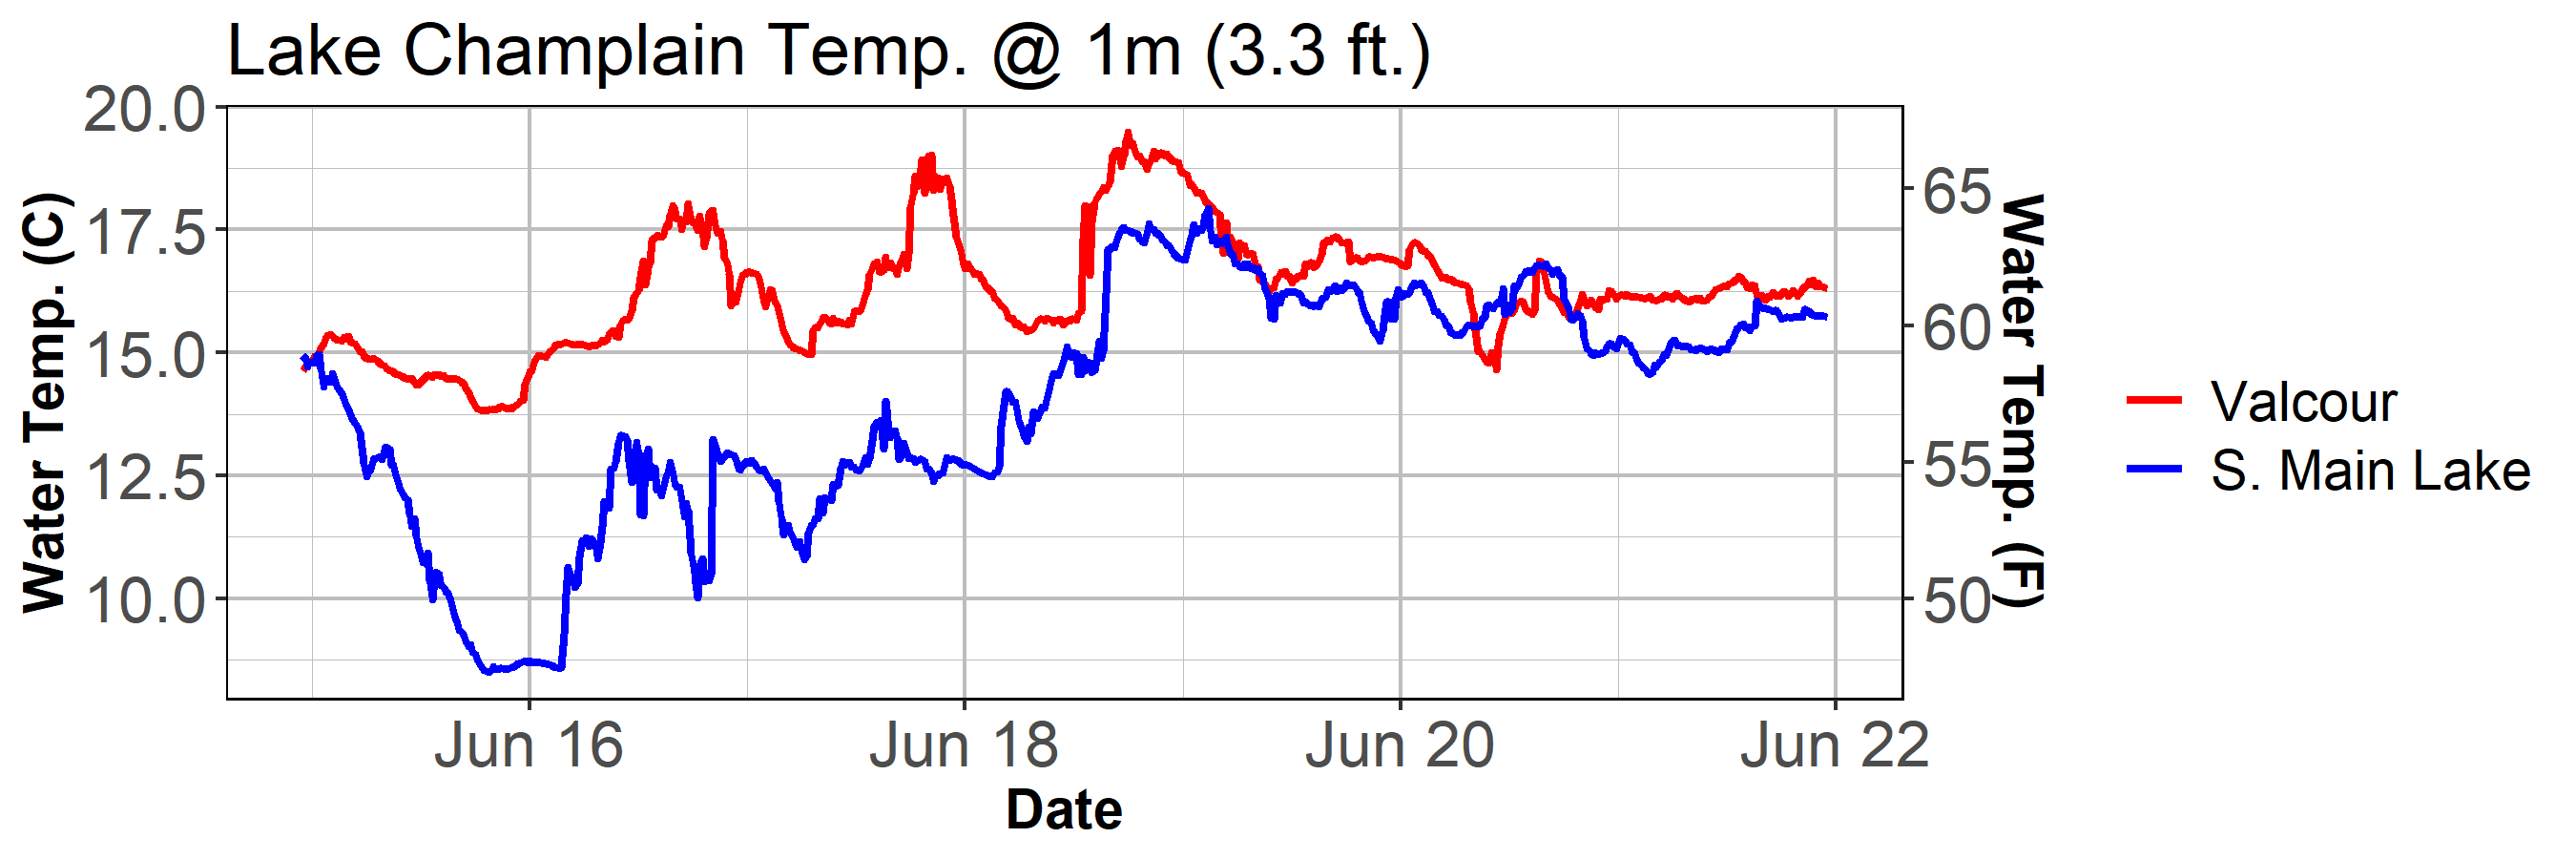 Lake Champlain Temp. @ 1m (3.3 ft.)
Water Temp. (C)
20.0
17.5
15.0
12.5
10.0
65
60
55
50
Water Temp. (F)
Jun 16
Jun 18
Jun 20
Jun 22
Date
Valcour
S. Main Lake